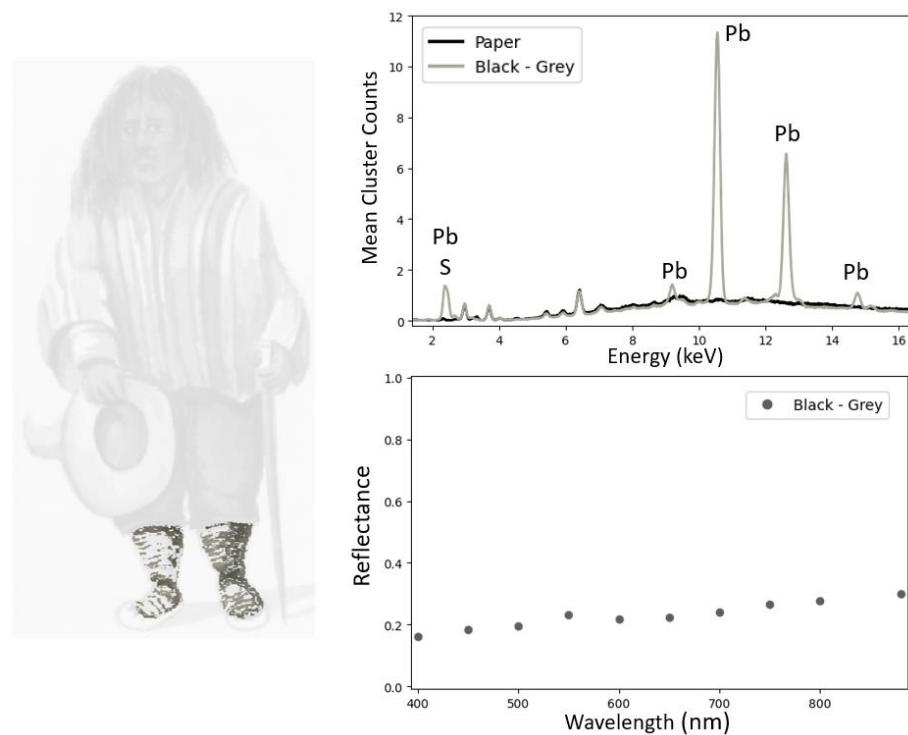 12
10
8
6
4
2
0
Mean Cluster Counts
Paper
Black - Grey
Pb
Pb
Pb
S
Pb
Pb
2 4 6 8 10 12 14 16
Energy (keV)
1.0
0.8
0.6
0.4
0.2
0.0
Reflectance
Black - Grey
400 500 600 700 800
Wavelength (nm)